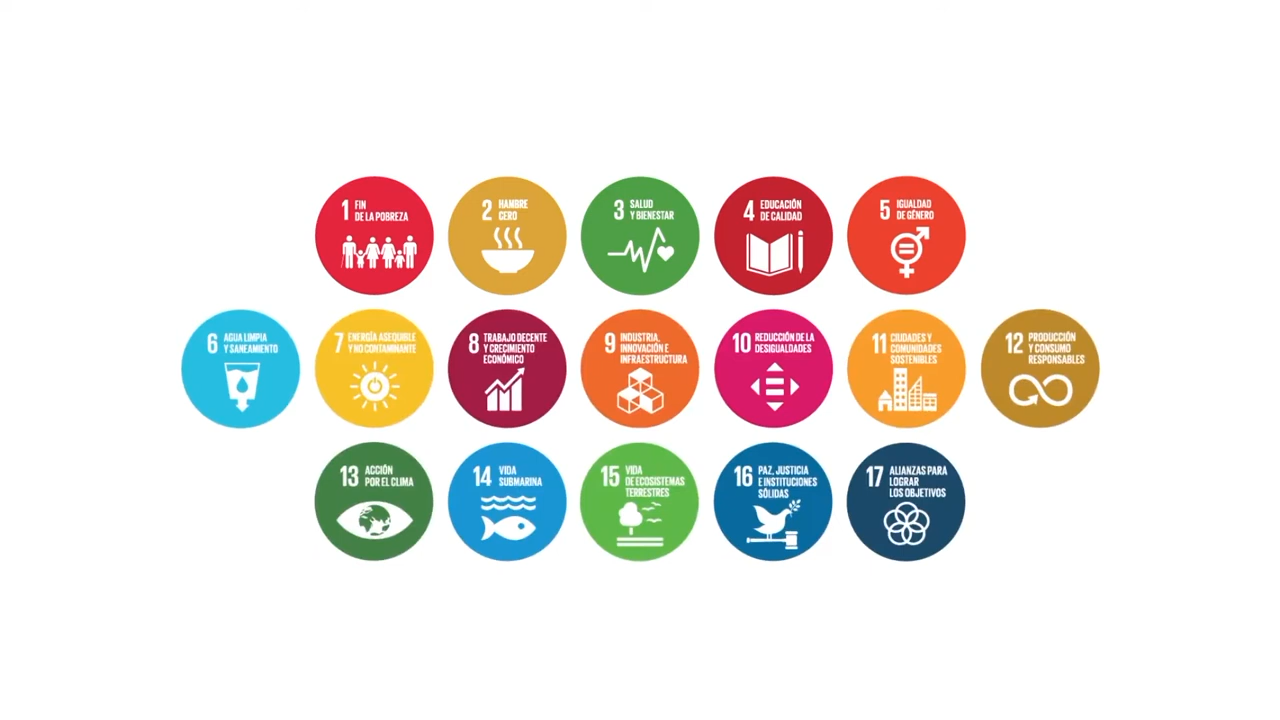 1 FIN
DE LA POBREZA
2 HAMBRE
CERO
3 SALUD
Y BIENESTAR
4 EDUCACIÓN
DE CALIDAD
5 IGUALDAD
DE GÉNERO
6 AGUA LIMPIA
Y SANEAMIENTO
7 ENERGÍA ASEQUIBLE
Y NO CONTAMINANTE
8 TRABAJO DECENTE
Y CRECIMIENTO
ECONÓMICO
9 INDUSTRIA,
INNOVACIÓN E
INFRAESTRUCTURA
10 REDUCCIÓN DE LA
DESIGUALDADES
11 CIUDADES Y
COMUNIDADES
SOSTENIBLES
12 PRODUCCIÓN
Y CONSUMO
RESPONSABLES
13 ACCIÓN
POR EL CLIMA
14 VIDA
SUBMARINA
15 VIDA
DE ECOSISTEMAS
TERRESTRES
16 PAZ, JUSTICIA
E INSTITUCIONES
SÓLIDAS
17 ALIANZAS PARA
LOGRAR
LOS OBJETIVOS